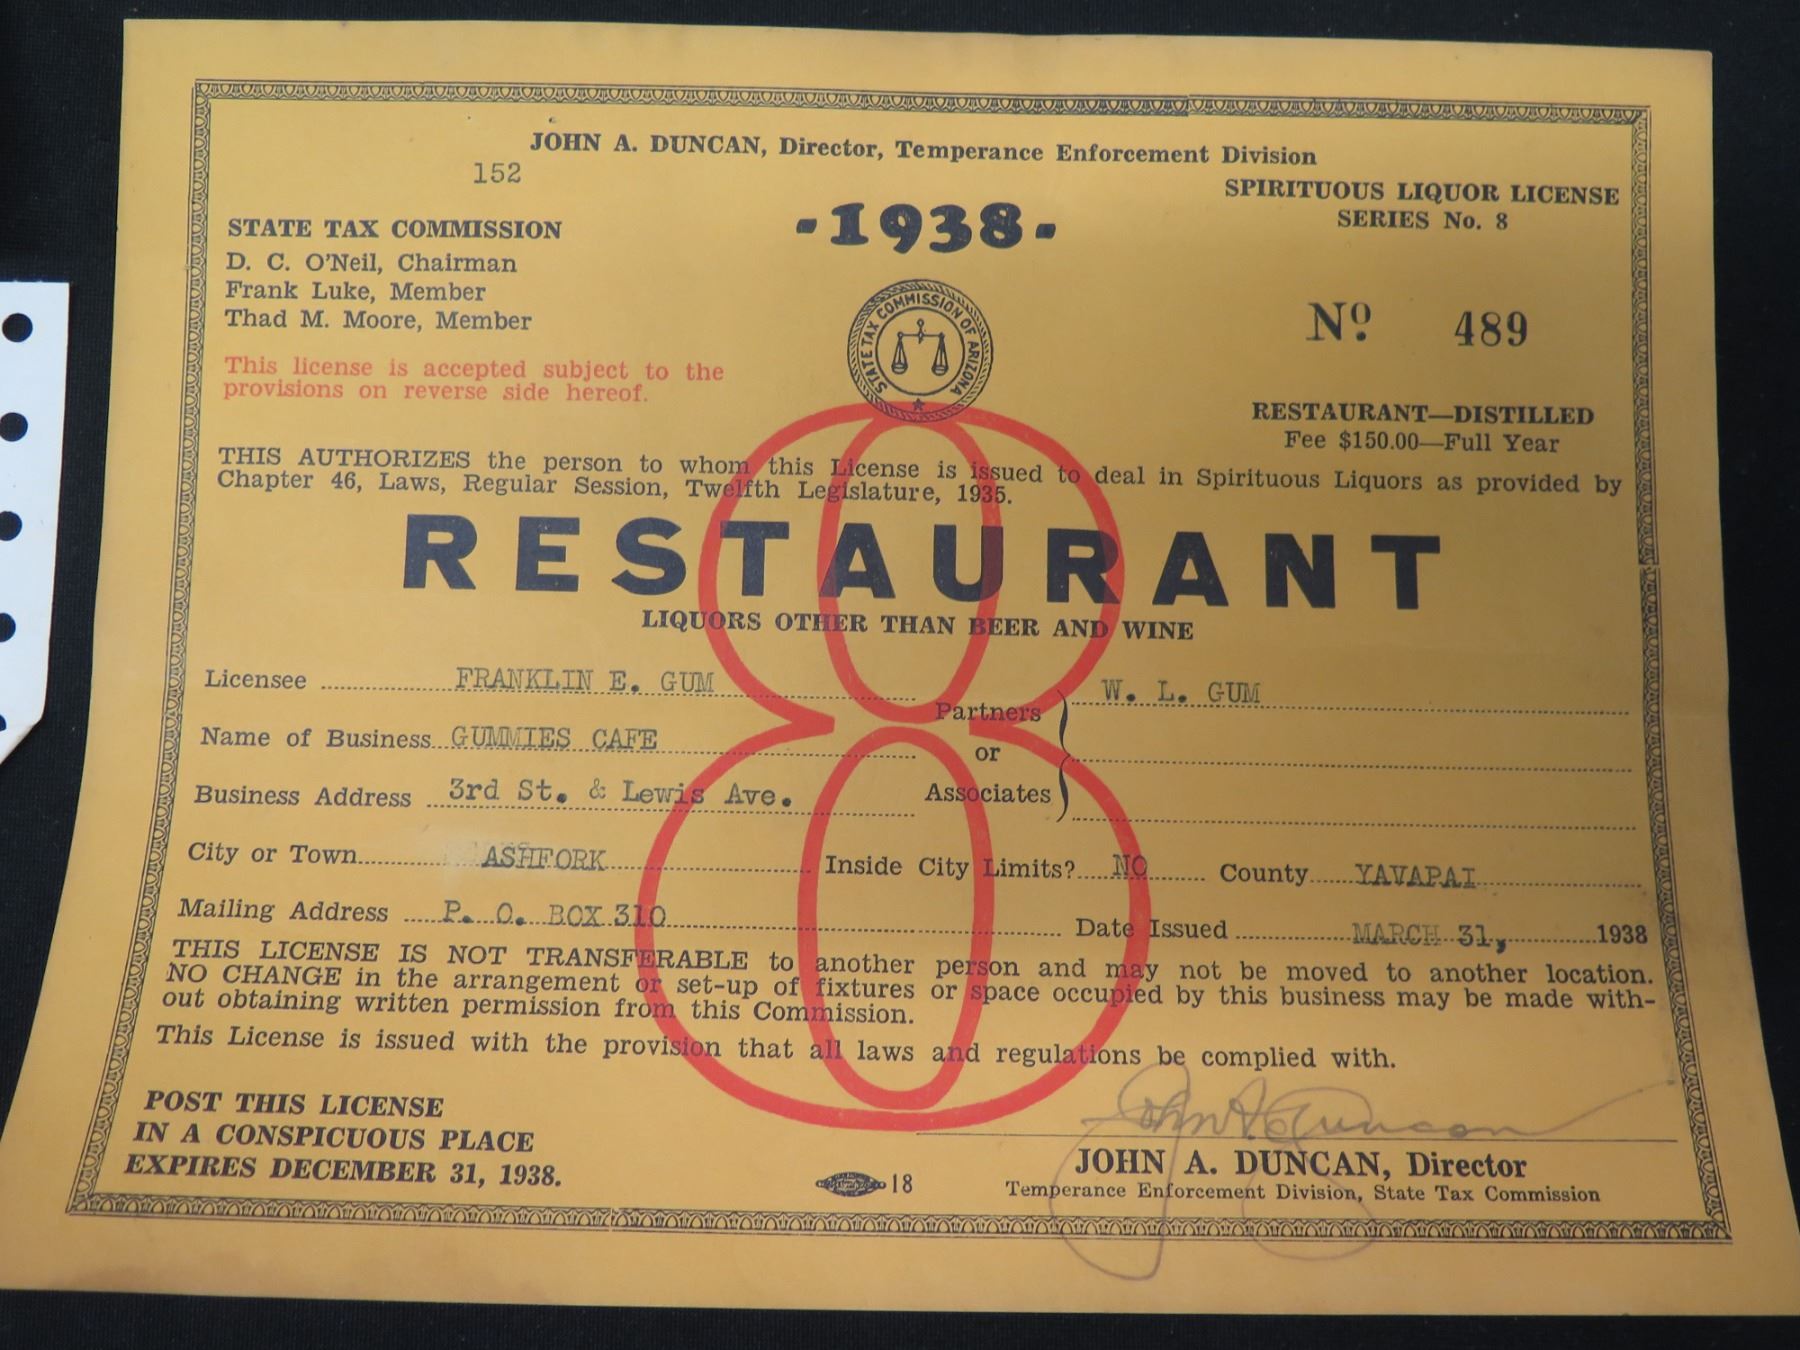 JOHN A. DUNCAN, Director, Temperance Enforcement Division
152
SPIRITUOUS LIQUOR LICENSE
SERIES No. 8
-1938-
STATE TAX COMMISSION
D. C. O'Neil, Chairman
Frank Luke, Member
Thad M. Moore, Member
STATE TAX COMMISSION OF ARIZONA
Nº 489
This license is accepted subject to the
provisions on reverse side hereof.
RESTAURANT—DISTILLED
Fee $150.00—Full Year
THIS AUTHORIZES the person to whom this License is issued to deal in Spirituous Liquors as provided by
Chapter 46, Laws, Regular Session, Twelfth Legislature, 1935.
8
RESTAURANT
LIQUORS OTHER THAN BEER AND WINE
Licensee FRANKLIN E. GUM
Name of Business GUMMIES CAFE
Business Address 3rd St. & Lewis Ave.
Partners
or
Associates
W. L. GUM
City or Town ASHFORK Inside City Limits? NO County YAVAPAI
Mailing Address P. O. BOX 310 Date Issued MARCH 31, 1938
THIS LICENSE IS NOT TRANSFERABLE to another person and may not be moved to another location.
NO CHANGE in the arrangement or set-up of fixtures or space occupied by this business may be made with-
out obtaining written permission from this Commission.
This License is issued with the provision that all laws and regulations be complied with.
POST THIS LICENSE
IN A CONSPICUOUS PLACE
EXPIRES DECEMBER 31, 1938.
18
John A. Duncan
JOHN A. DUNCAN, Director
Temperance Enforcement Division, State Tax Commission